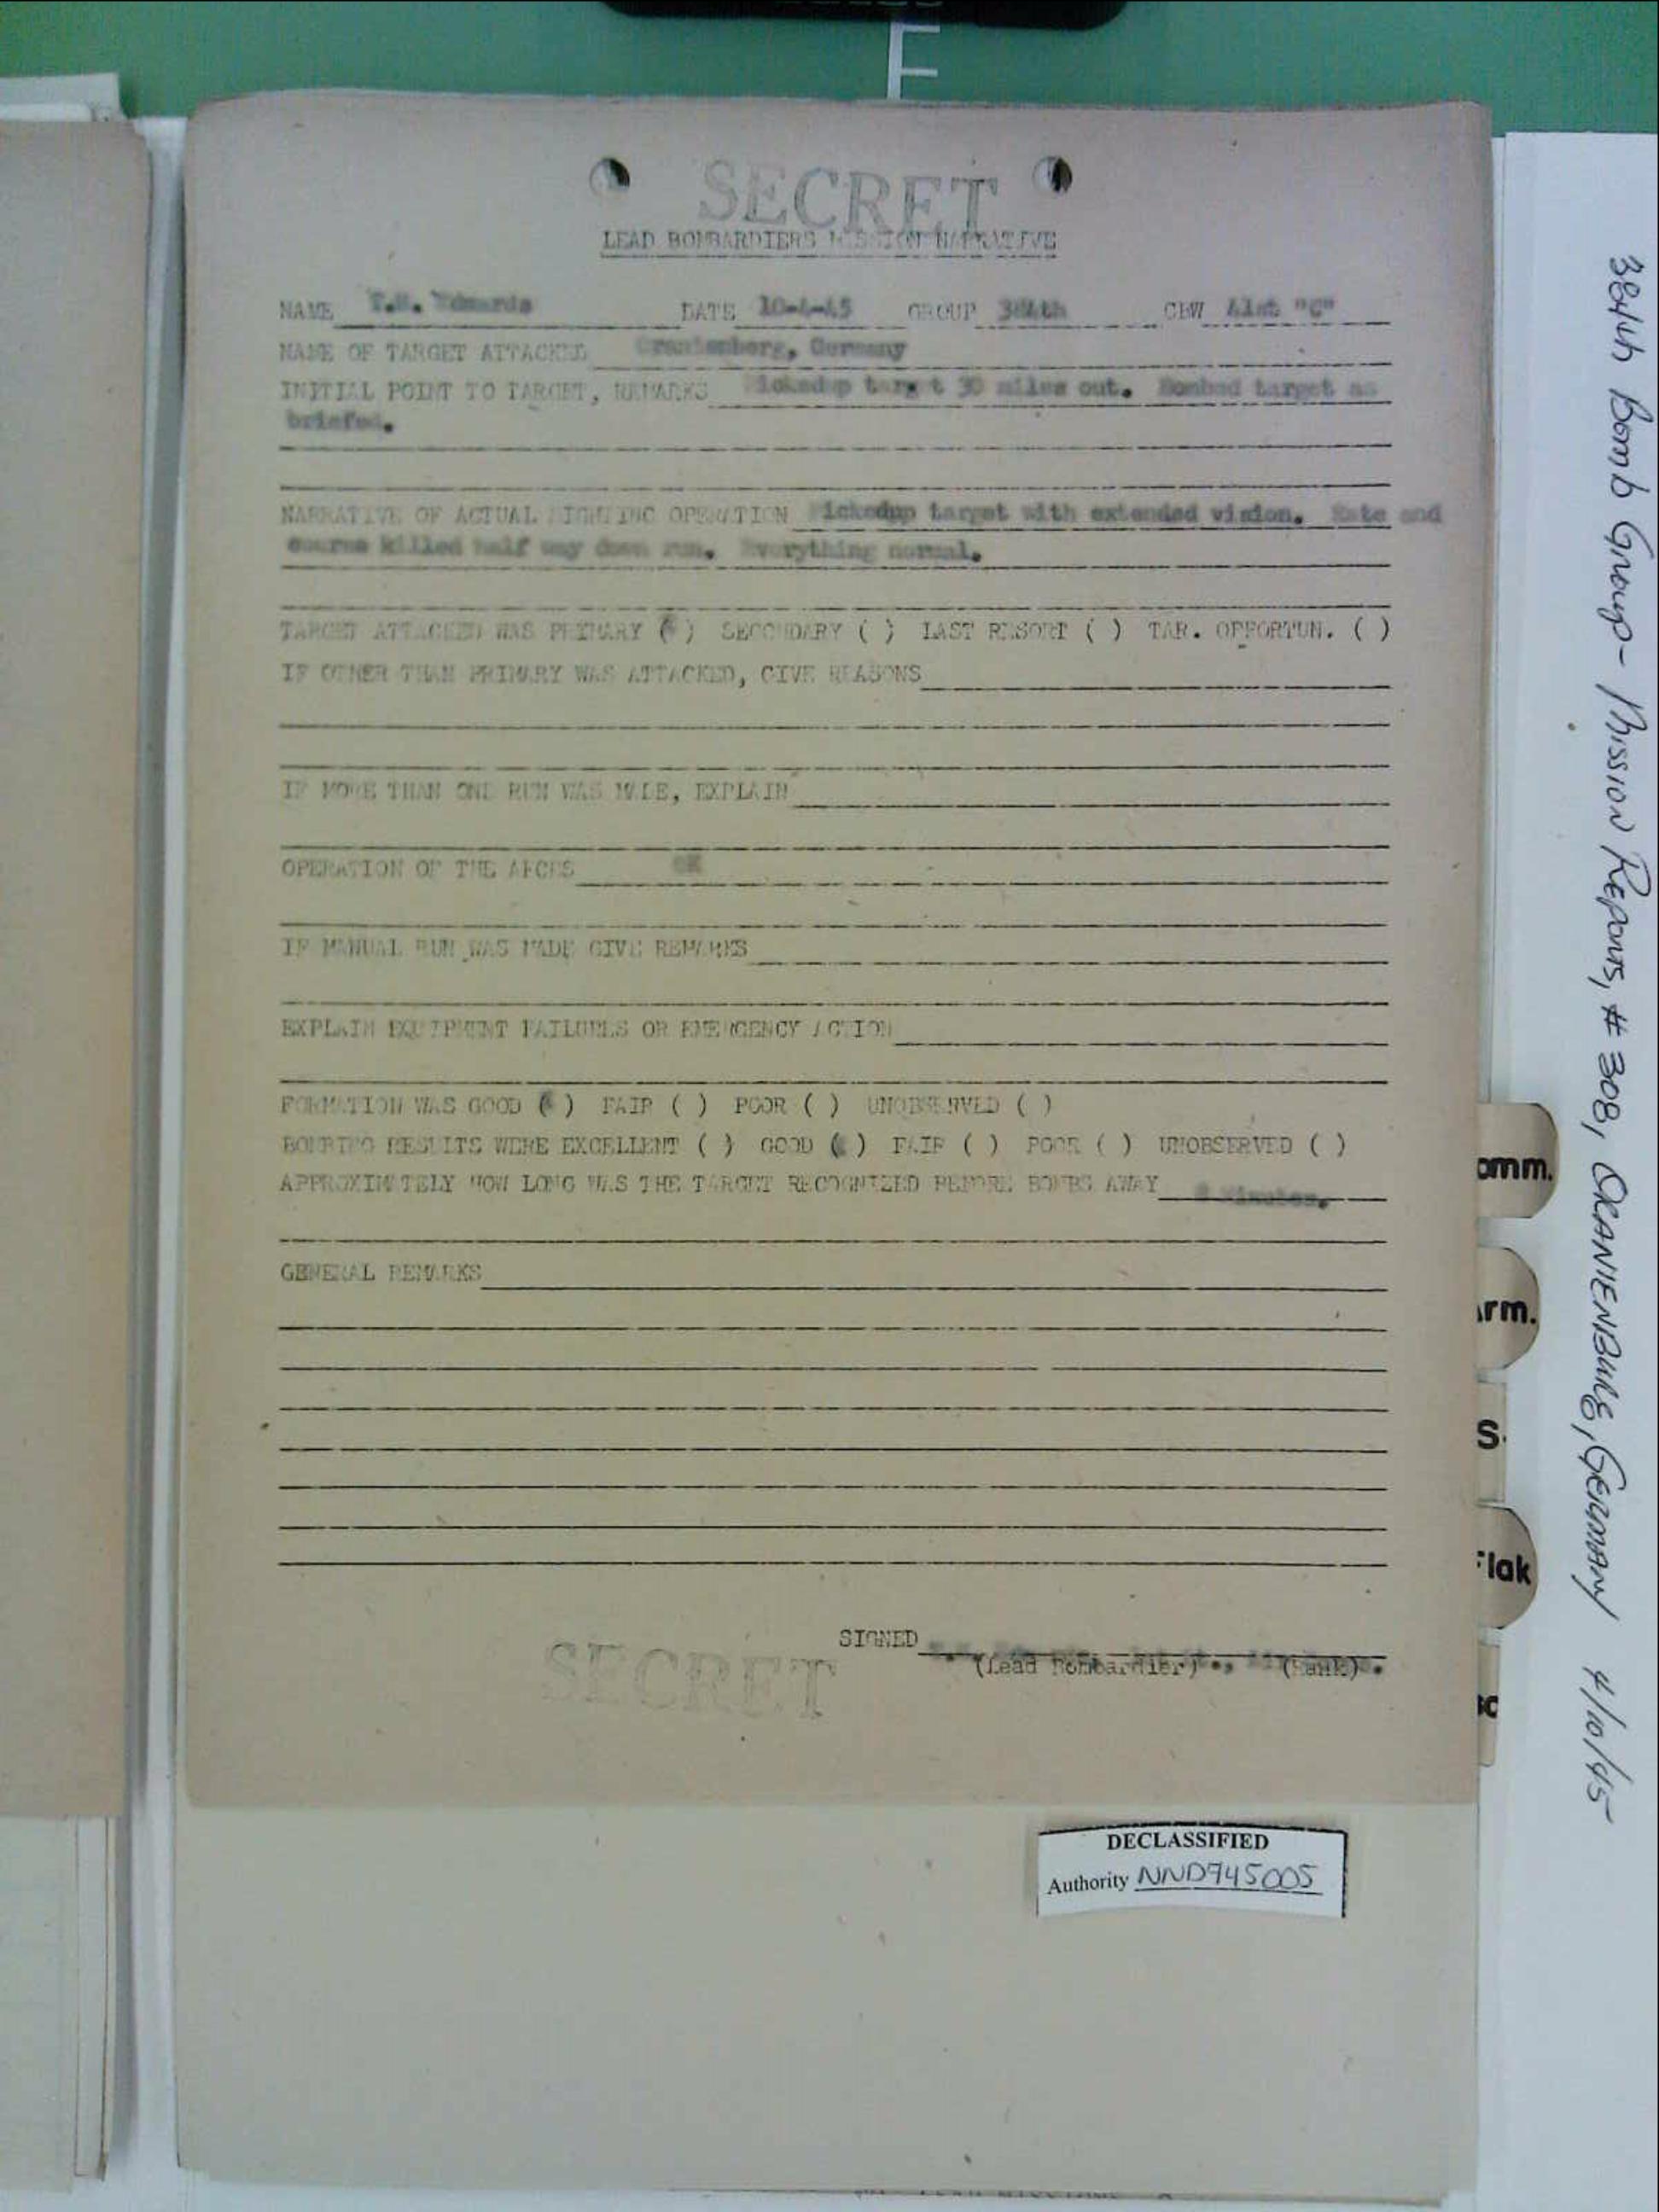 SECRET
LEAD BOMBARDIERS MISSION NARRATIVE
NAME Edwards DATE 10-4-45 GROUP 384th CBW 41st "C"
NAME OF TARGET ATTACKED Oranienberg, Germany
INITIAL POINT TO TARGET, REMARKS Pickedup targ t 30 miles out. Bombed target as
briefed.
NARRATIVE OF ACTUAL SIGHTING OPERATION Pickedup target with extended vision. Rate and
course killed half way down run. Everything normal.
TARGET ATTACKED WAS PRIMARY ( ) SECONDARY ( ) LAST RESORT ( ) TAR. OPPORTUN. ( )
IF OTHER THAN PRIMARY WAS ATTACKED, GIVE REASONS
IF MORE THAN ONE RUN WAS MADE, EXPLAIN
OPERATION OF THE AFCES OK
IF MANUAL RUN WAS MADE GIVE REMARKS
EXPLAIN EQUIPMENT FAILURES OR EMERGENCY ACTION
FORMATION WAS GOOD ( ) FAIR ( ) POOR ( ) UNOBSERVED ( )
BOMBING RESULTS WERE EXCELLENT ( ) GOOD ( ) FAIR ( ) POOR ( ) UNOBSERVED ( )
APPROXIMATELY HOW LONG WAS THE TARGET RECOGNIZED BEFORE BOMBS AWAY Minutes.
GENERAL REMARKS
SIGNED
(Lead Bombardier) (Rank)
SECRET
DECLASSIFIED
Authority NND745005
omm.
Arm.
S-
Flak
384th Bomb Group - Mission Reports, # 308, ORANIENBURG, GERMANY 4/10/45